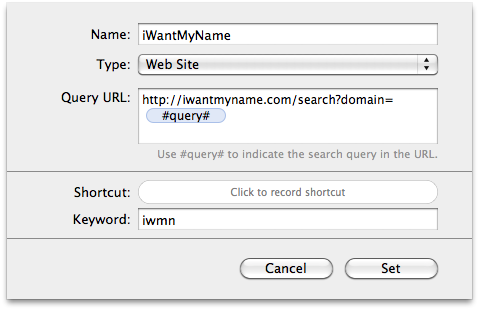 Name: iWantMyName
Type: Web Site
Query URL: http://iwantmyname.com/search?domain=
#query#
Use #query# to indicate the search query in the URL.
Shortcut: Click to record shortcut
Keyword: iwmn
Cancel Set